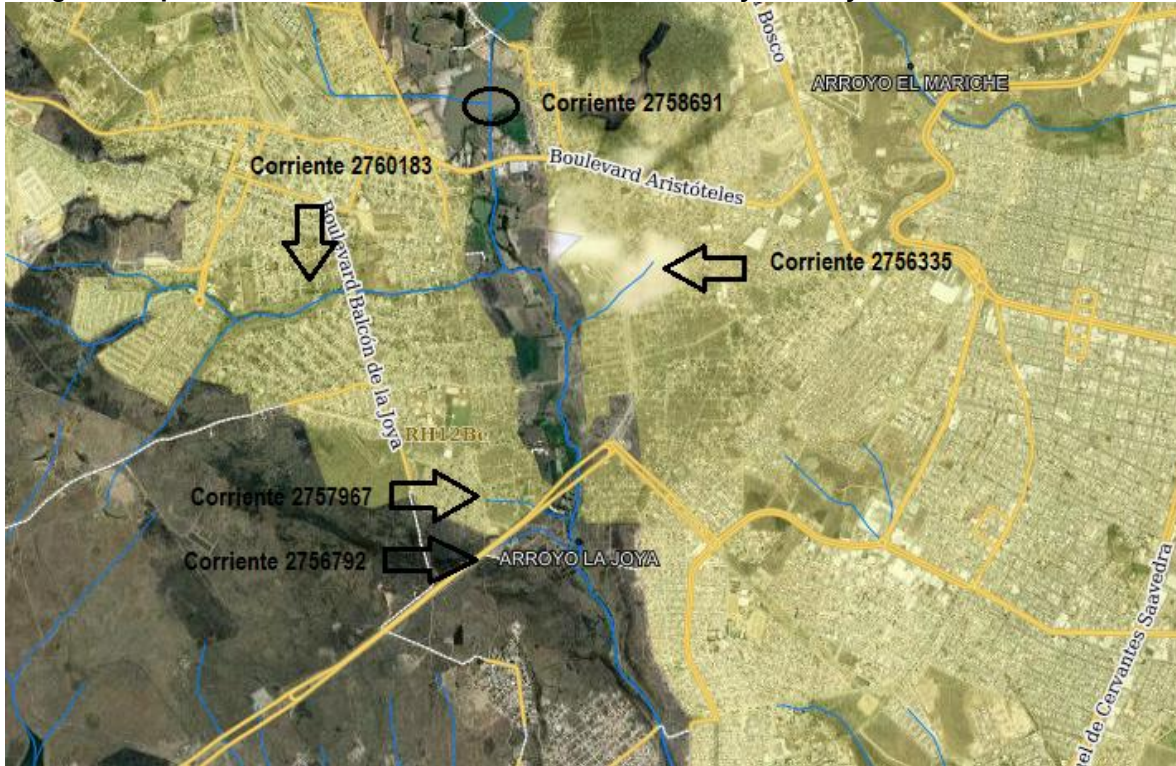 Bosco
ARROYO EL MARICHE
Corriente 2758691
Corriente 2760183
Boulevard Aristóteles
Corriente 2756335
Boulevard Balcón de la Joya
RH12Bc
Corriente 2757967
Corriente 2756792
ARROYO LA JOYA
de Cervantes Saavedra